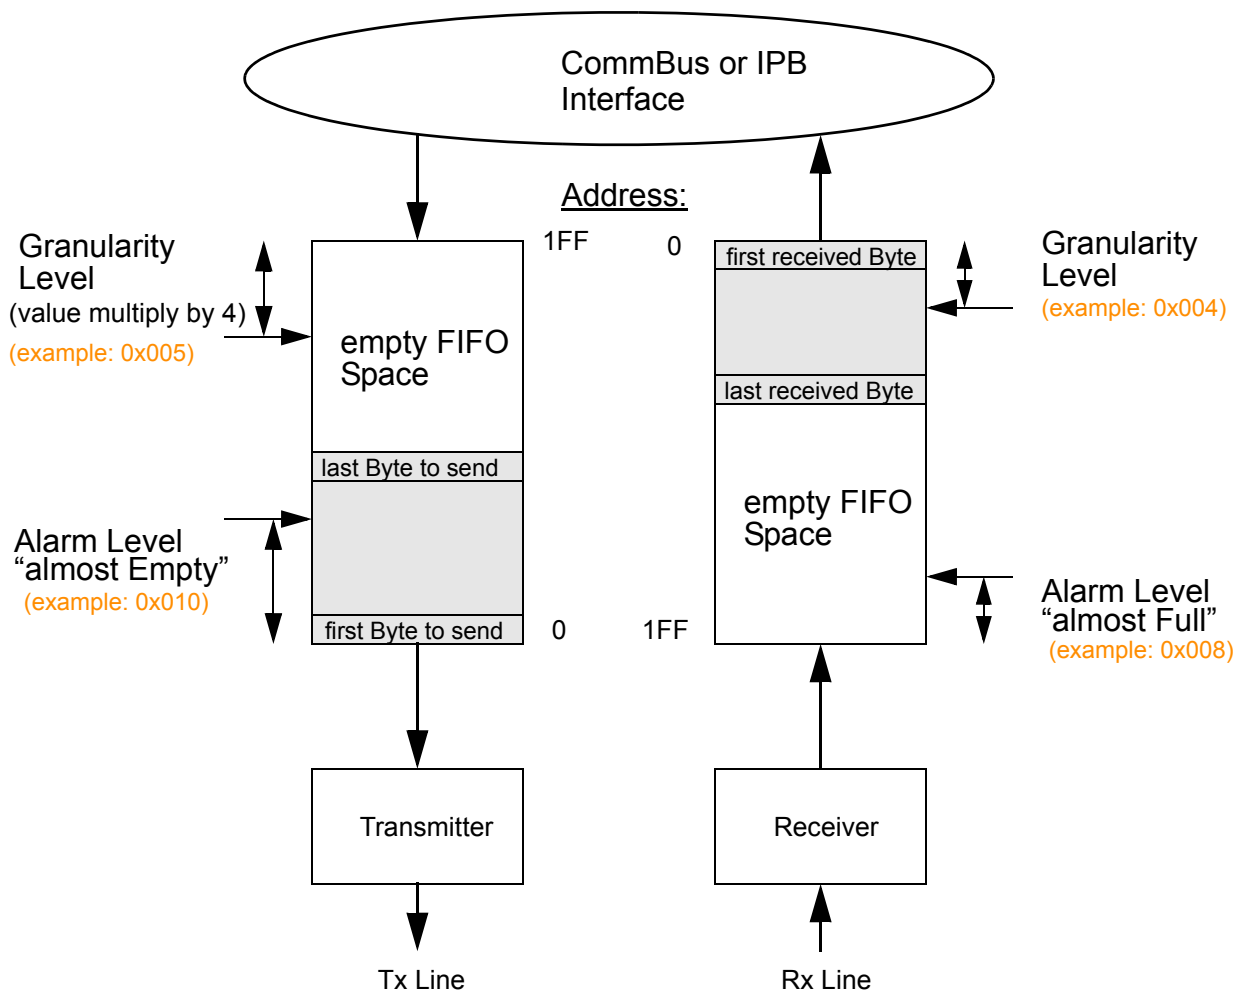 CommBus or IPB
Interface
Address:
Granularity
Level
(value multiply by 4)
(example: 0x005)
1FF
0
first received Byte
Granularity
Level
(example: 0x004)
empty FIFO
Space
last received Byte
last Byte to send
empty FIFO
Space
Alarm Level
“almost Empty”
(example: 0x010)
first Byte to send
0
1FF
Alarm Level
“almost Full”
(example: 0x008)
Transmitter
Receiver
Tx Line
Rx Line